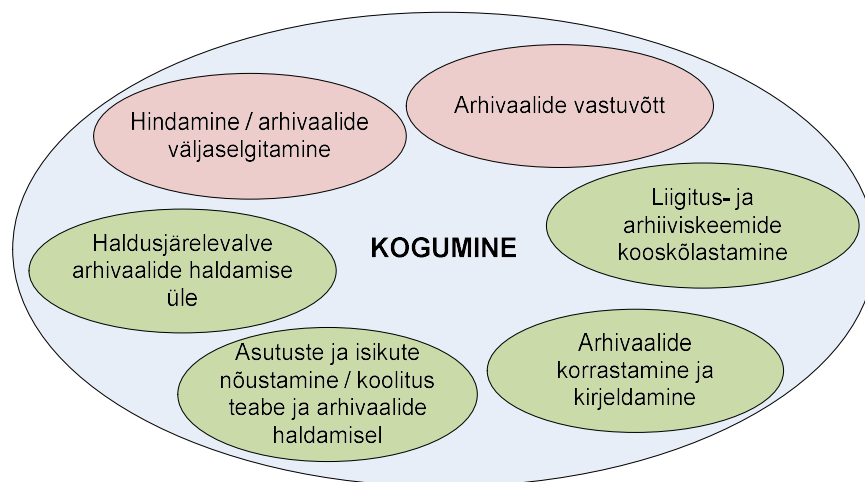 Hindamine / arhivaalide
väljaselgitamine
Arhivaalide vastuvõtt
Liigitus- ja
arhiiviskeemide
kooskõlastamine
Haldusjärelevalve
arhivaalide haldamise
üle
KOGUMINE
Asutuste ja isikute
nõustamine / koolitus
teabe ja arhivaalide
haldamisel
Arhivaalide
korrastamine ja
kirjeldamine